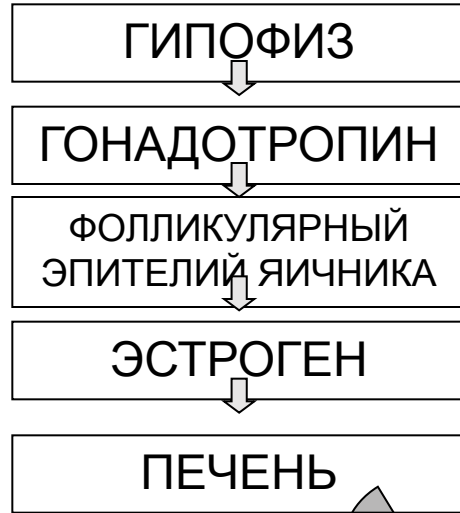 ГИПОФИЗ
ГОНАДОТРОПИН
ФОЛЛИКУЛЯРНЫЙ
ЭПИТЕЛИЙ ЯИЧНИКА
ЭСТРОГЕН
ПЕЧЕНЬ